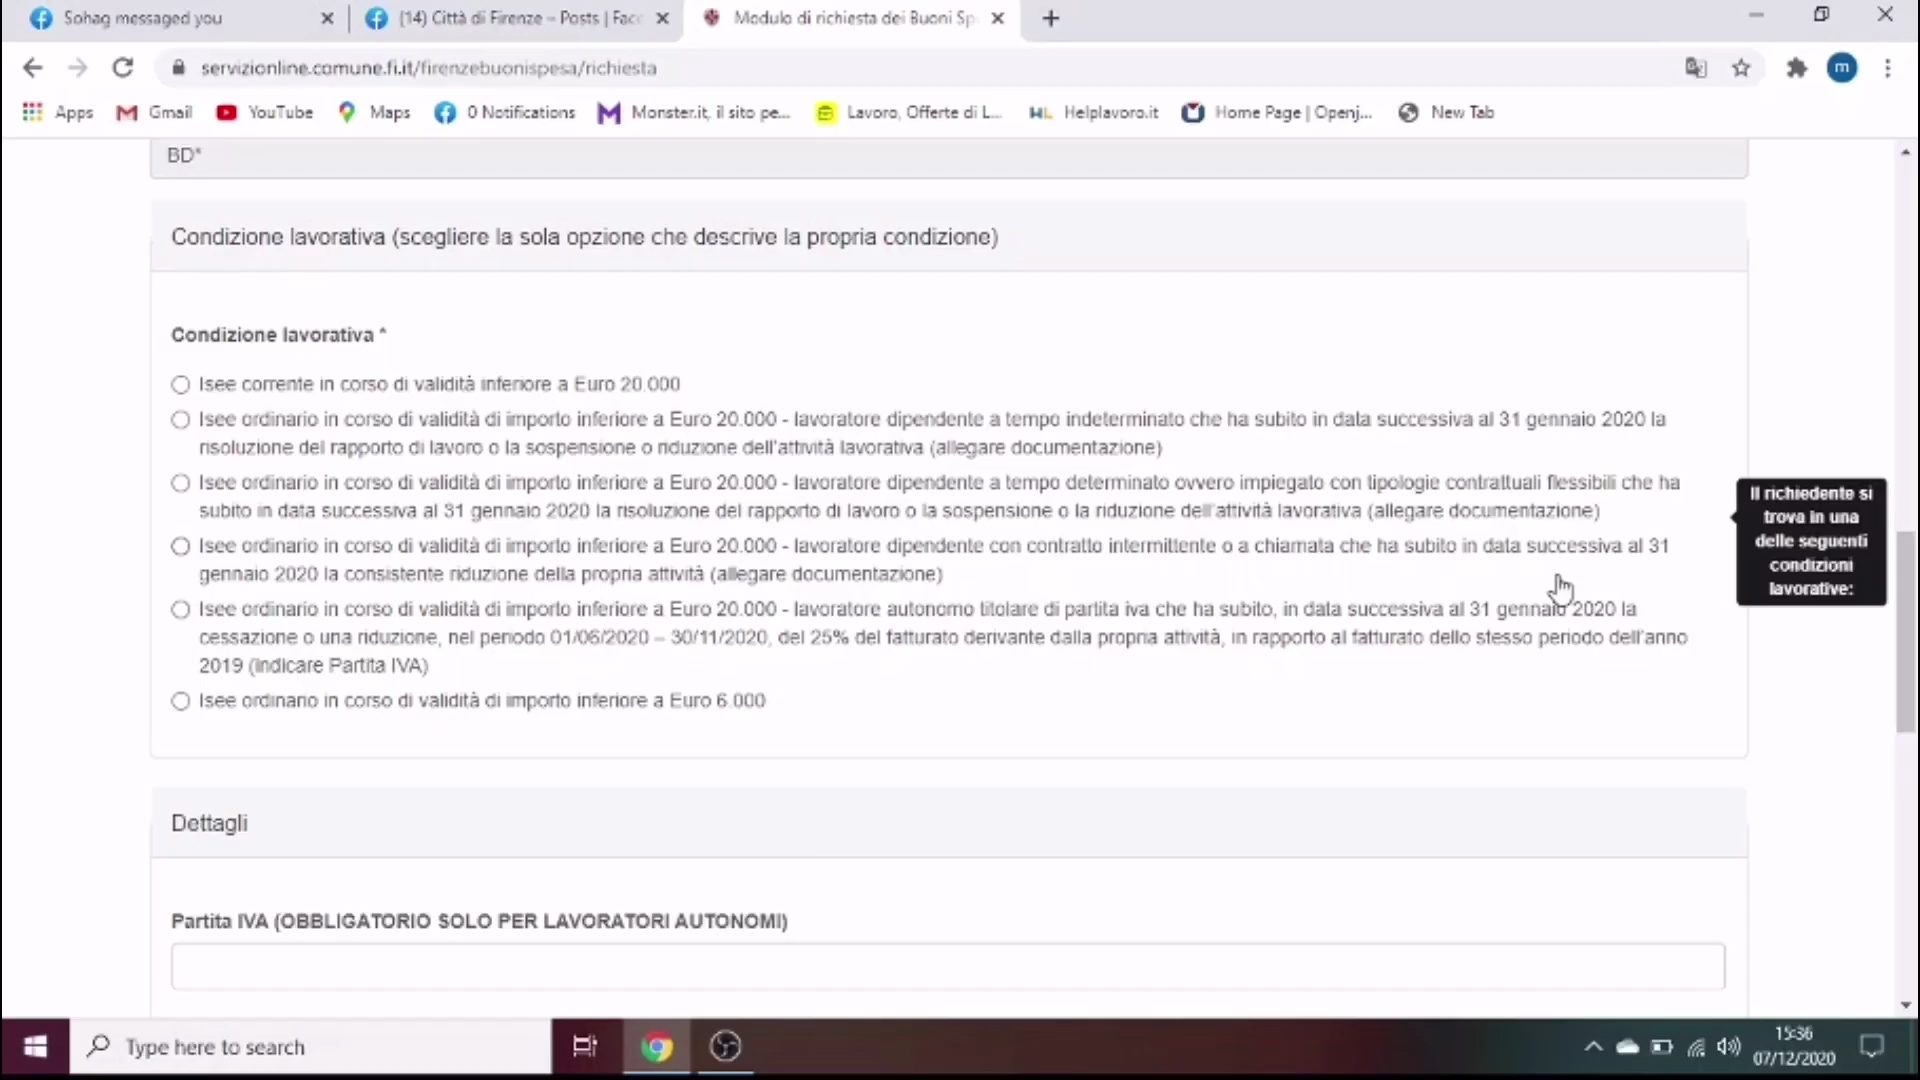 Sohag messaged you
(14) Città di Firenze – Posts | Fac
Modulo di richiesta dei Buoni Sp
servizionline.comune.fi.it/firenzebuonispesa/richiesta
m
Apps
Gmail
YouTube
Maps
0 Notifications
Monster.it, il sito pe...
Lavoro, Offerte di L...
Helplavoro.it
Home Page | Openj...
New Tab
BD*
Condizione lavorativa (scegliere la sola opzione che descrive la propria condizione)
Condizione lavorativa *
Isee corrente in corso di validità inferiore a Euro 20.000
Isee ordinario in corso di validità di importo inferiore a Euro 20.000 - lavoratore dipendente a tempo indeterminato che ha subito in data successiva al 31 gennaio 2020 la
risoluzione del rapporto di lavoro o la sospensione o riduzione dell'attività lavorativa (allegare documentazione)
Isee ordinario in corso di validità di importo inferiore a Euro 20.000 - lavoratore dipendente a tempo determinato ovvero impiegato con tipologie contrattuali flessibili che ha
subito in data successiva al 31 gennaio 2020 la risoluzione del rapporto di lavoro o la sospensione o la riduzione dell'attività lavorativa (allegare documentazione)
Isee ordinario in corso di validità di importo inferiore a Euro 20.000 - lavoratore dipendente con contratto intermittente o a chiamata che ha subito in data successiva al 31
gennaio 2020 la consistente riduzione della propria attività (allegare documentazione)
Isee ordinario in corso di validità di importo inferiore a Euro 20.000 - lavoratore autonomo titolare di partita iva che ha subito, in data successiva al 31 gennaio 2020 la
cessazione o una riduzione, nel periodo 01/06/2020 – 30/11/2020, del 25% del fatturato derivante dalla propria attività, in rapporto al fatturato dello stesso periodo dell'anno
2019 (indicare Partita IVA)
Isee ordinario in corso di validità di importo inferiore a Euro 6.000
Il richiedente si
trova in una
delle seguenti
condizioni
lavorative:
Dettagli
Partita IVA (OBBLIGATORIO SOLO PER LAVORATORI AUTONOMI)
Type here to search
15:36
07/12/2020